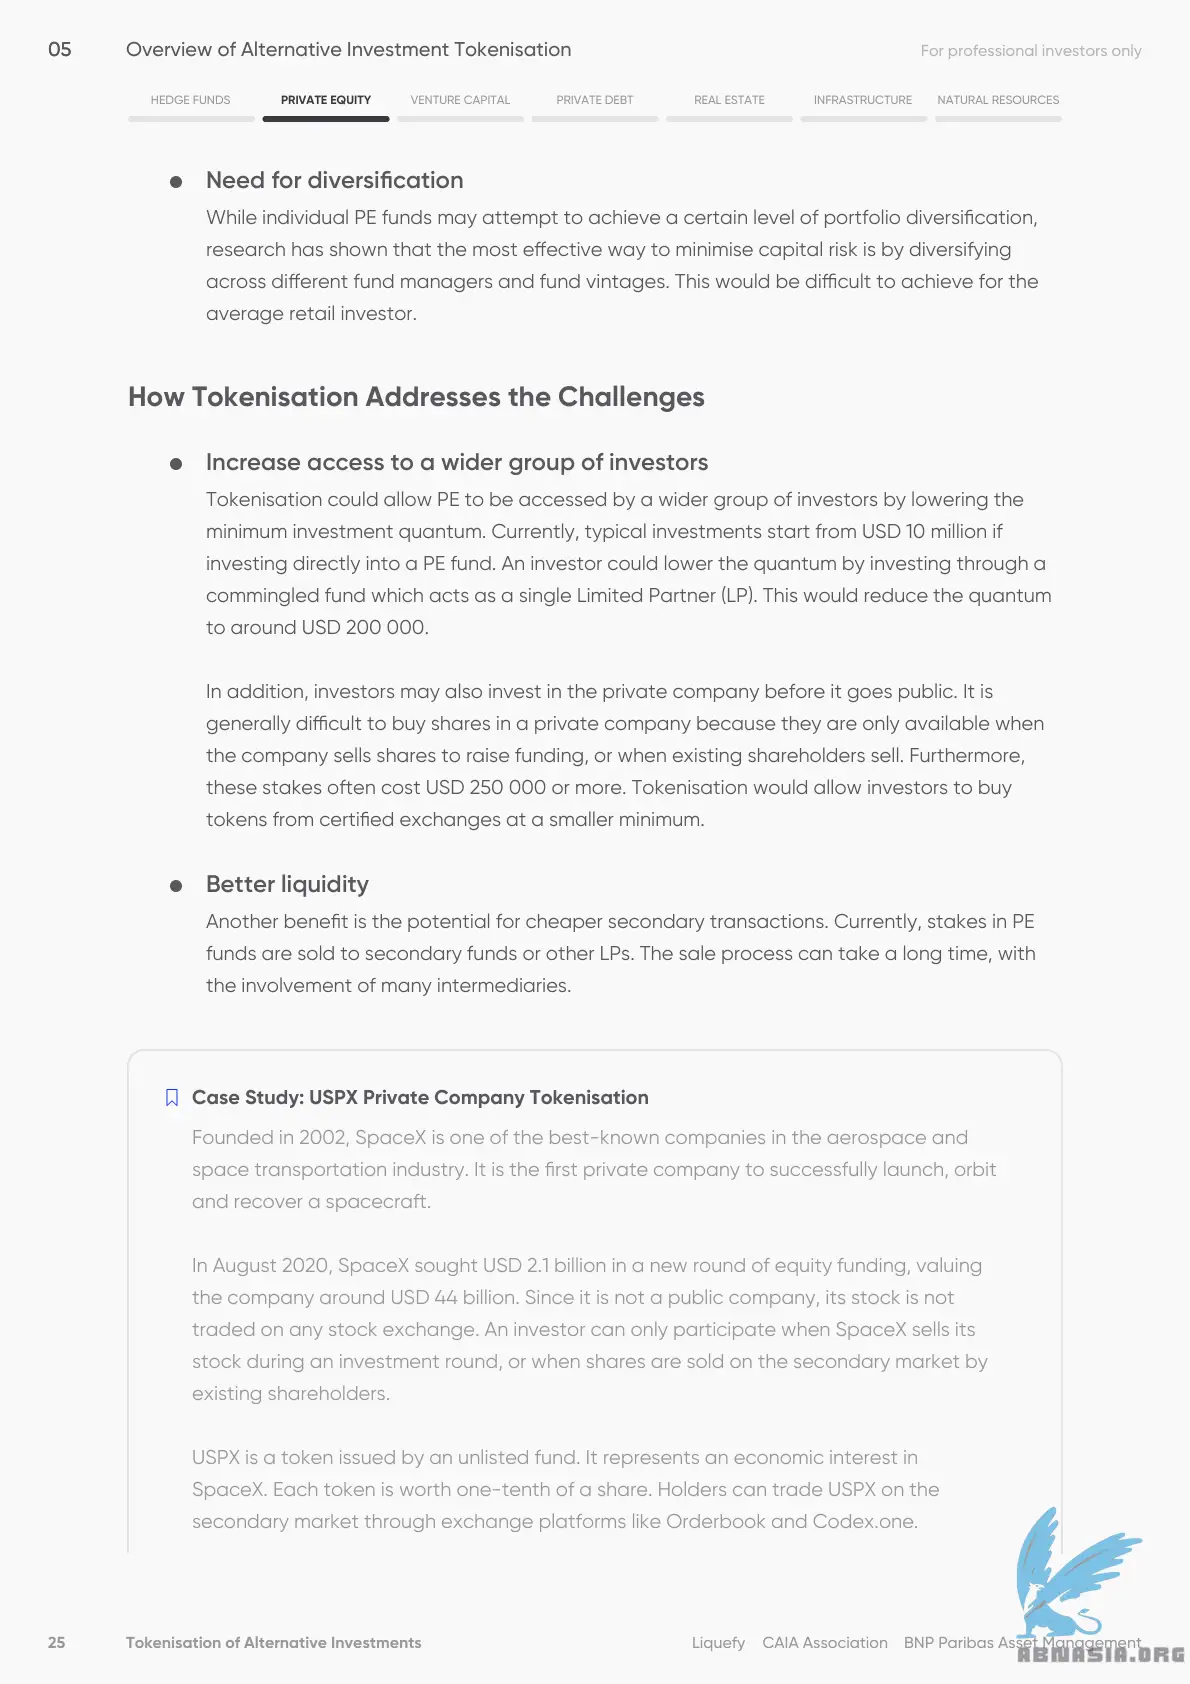 05 Overview of Alternative Investment Tokenisation For professional investors only
HEDGE FUNDS PRIVATE EQUITY VENTURE CAPITAL PRIVATE DEBT REAL ESTATE INFRASTRUCTURE NATURAL RESOURCES
Need for diversification
While individual PE funds may attempt to achieve a certain level of portfolio diversification,
research has shown that the most effective way to minimise capital risk is by diversifying
across different fund managers and fund vintages. This would be difficult to achieve for the
average retail investor.
How Tokenisation Addresses the Challenges
Increase access to a wider group of investors
Tokenisation could allow PE to be accessed by a wider group of investors by lowering the
minimum investment quantum. Currently, typical investments start from USD 10 million if
investing directly into a PE fund. An investor could lower the quantum by investing through a
commingled fund which acts as a single Limited Partner (LP). This would reduce the quantum
to around USD 200 000.
In addition, investors may also invest in the private company before it goes public. It is
generally difficult to buy shares in a private company because they are only available when
the company sells shares to raise funding, or when existing shareholders sell. Furthermore,
these stakes often cost USD 250 000 or more. Tokenisation would allow investors to buy
tokens from certified exchanges at a smaller minimum.
Better liquidity
Another benefit is the potential for cheaper secondary transactions. Currently, stakes in PE
funds are sold to secondary funds or other LPs. The sale process can take a long time, with
the involvement of many intermediaries.
Case Study: USPX Private Company Tokenisation
Founded in 2002, SpaceX is one of the best-known companies in the aerospace and
space transportation industry. It is the first private company to successfully launch, orbit
and recover a spacecraft.
In August 2020, SpaceX sought USD 2.1 billion in a new round of equity funding, valuing
the company around USD 44 billion. Since it is not a public company, its stock is not
traded on any stock exchange. An investor can only participate when SpaceX sells its
stock during an investment round, or when shares are sold on the secondary market by
existing shareholders.
USPX is a token issued by an unlisted fund. It represents an economic interest in
SpaceX. Each token is worth one-tenth of a share. Holders can trade USPX on the
secondary market through exchange platforms like Orderbook and Codex.one.
25 Tokenisation of Alternative Investments Liquefy CAIA Association BNP Paribas Asset Management
ABNASIA.ORG